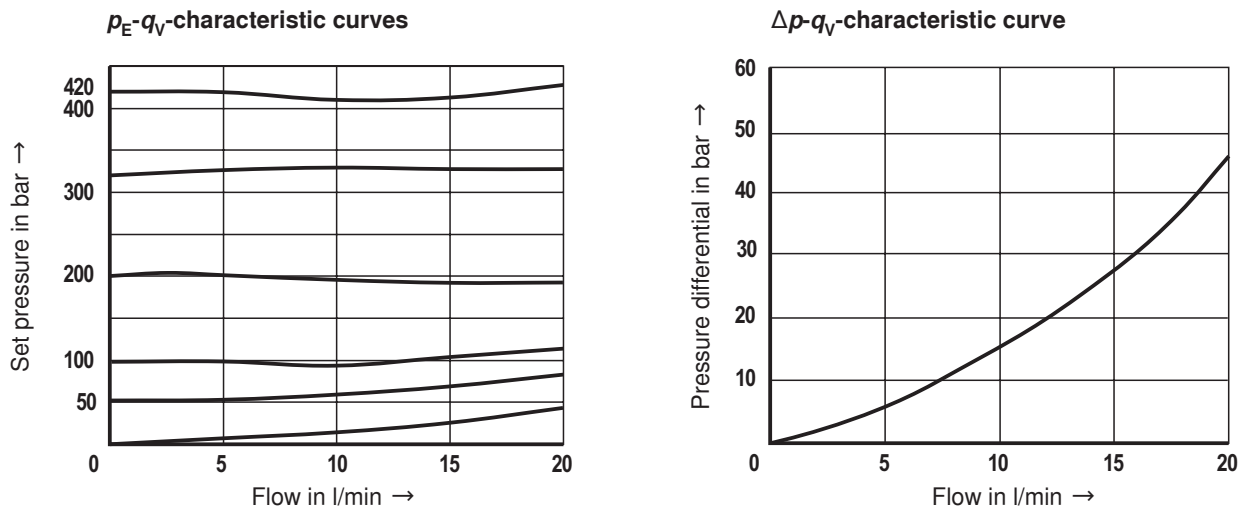 pE-qV-characteristic curves
Set pressure in bar →
420
400
300
200
100
50
0 5 10 15 20
Flow in l/min →
Δp-qV-characteristic curve
Pressure differential in bar →
60
50
40
30
20
10
0 5 10 15 20
Flow in l/min →